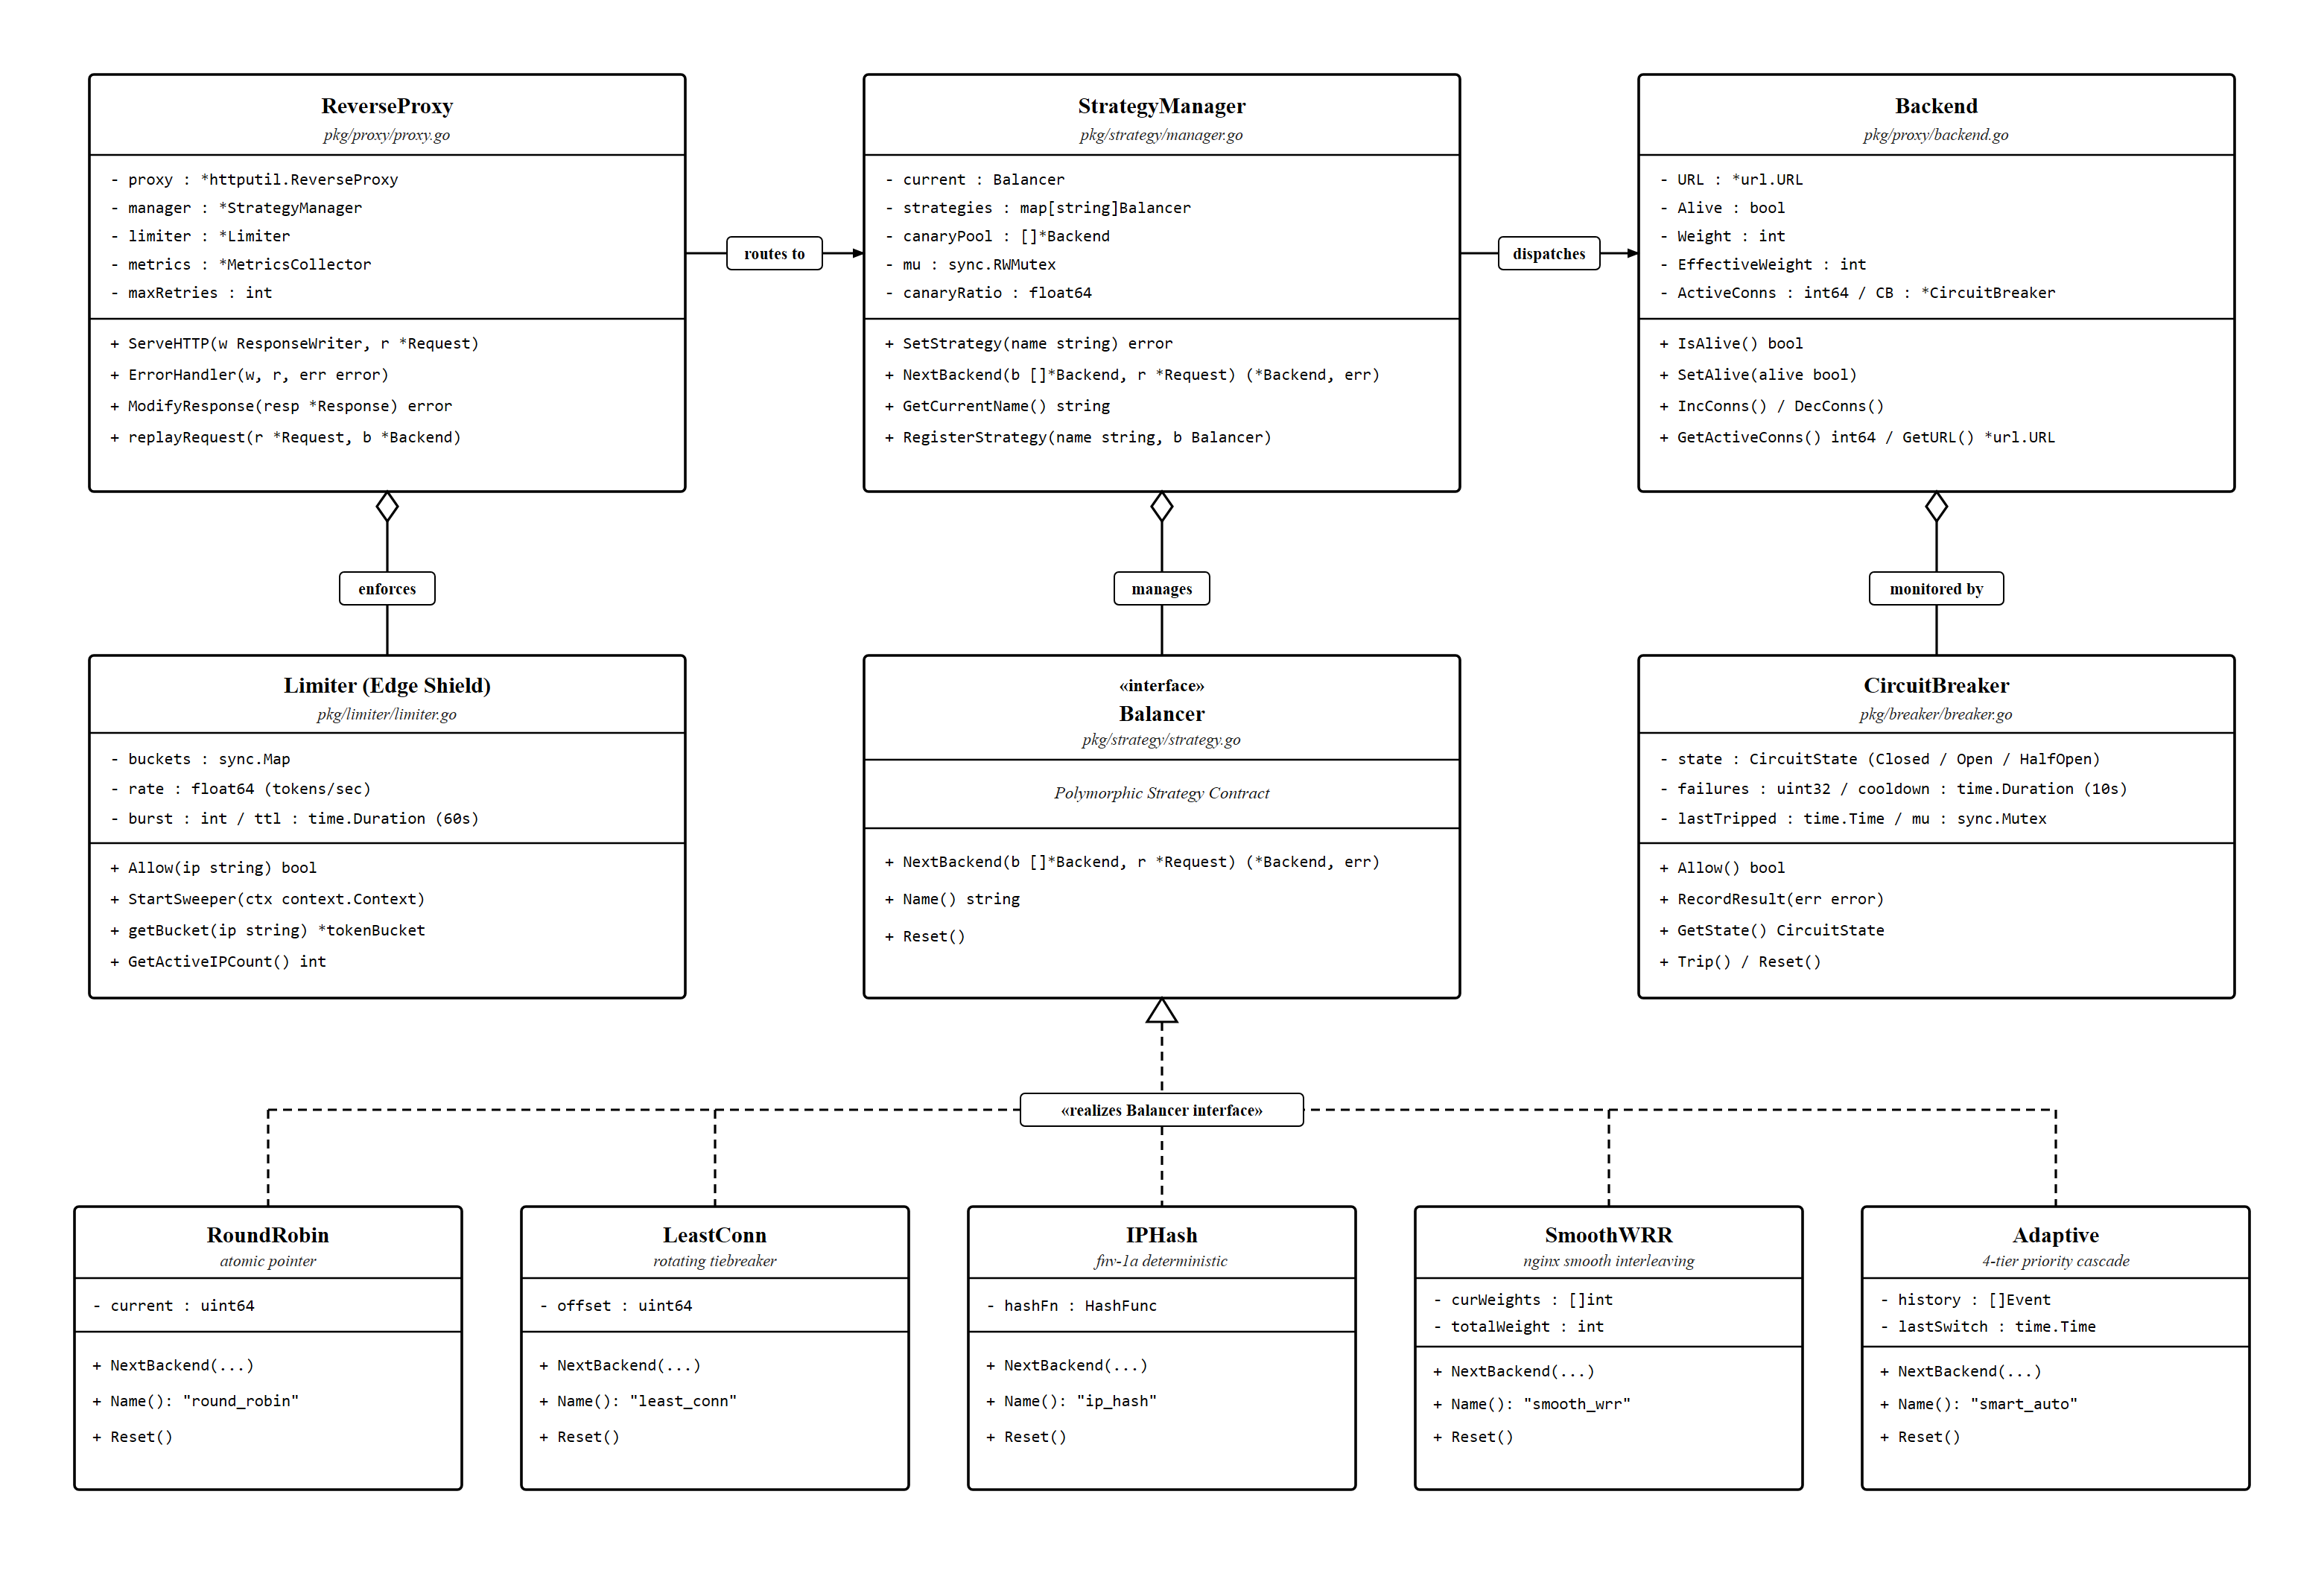 ReverseProxy
pkg/proxy/proxy.go
- proxy : *httputil.ReverseProxy
- manager : *StrategyManager
- limiter : *Limiter
- metrics : *MetricsCollector
- maxRetries : int
+ ServeHTTP(w ResponseWriter, r *Request)
+ ErrorHandler(w, r, err error)
+ ModifyResponse(resp *Response) error
+ replayRequest(r *Request, b *Backend)
routes to
StrategyManager
pkg/strategy/manager.go
- current : Balancer
- strategies : map[string]Balancer
- canaryPool : []*Backend
- mu : sync.RWMutex
- canaryRatio : float64
+ SetStrategy(name string) error
+ NextBackend(b []*Backend, r *Request) (*Backend, err)
+ GetCurrentName() string
+ RegisterStrategy(name string, b Balancer)
dispatches
Backend
pkg/proxy/backend.go
- URL : *url.URL
- Alive : bool
- Weight : int
- EffectiveWeight : int
- ActiveConns : int64 / CB : *CircuitBreaker
+ IsAlive() bool
+ SetAlive(alive bool)
+ IncConns() / DecConns()
+ GetActiveConns() int64 / GetURL() *url.URL
enforces
manages
monitored by
Limiter (Edge Shield)
pkg/limiter/limiter.go
- buckets : sync.Map
- rate : float64 (tokens/sec)
- burst : int / ttl : time.Duration (60s)
+ Allow(ip string) bool
+ StartSweeper(ctx context.Context)
+ getBucket(ip string) *tokenBucket
+ GetActiveIPCount() int
«interface»
Balancer
pkg/strategy/strategy.go
Polymorphic Strategy Contract
+ NextBackend(b []*Backend, r *Request) (*Backend, err)
+ Name() string
+ Reset()
CircuitBreaker
pkg/breaker/breaker.go
- state : CircuitState (Closed / Open / HalfOpen)
- failures : uint32 / cooldown : time.Duration (10s)
- lastTripped : time.Time / mu : sync.Mutex
+ Allow() bool
+ RecordResult(err error)
+ GetState() CircuitState
+ Trip() / Reset()
«realizes Balancer interface»
RoundRobin
atomic pointer
- current : uint64
+ NextBackend(...)
+ Name(): "round_robin"
+ Reset()
LeastConn
rotating tiebreaker
- offset : uint64
+ NextBackend(...)
+ Name(): "least_conn"
+ Reset()
IPHash
fnv-1a deterministic
- hashFn : HashFunc
+ NextBackend(...)
+ Name(): "ip_hash"
+ Reset()
SmoothWRR
nginx smooth interleaving
- curWeights : []int
- totalWeight : int
+ NextBackend(...)
+ Name(): "smooth_wrr"
+ Reset()
Adaptive
4-tier priority cascade
- history : []Event
- lastSwitch : time.Time
+ NextBackend(...)
+ Name(): "smart_auto"
+ Reset()